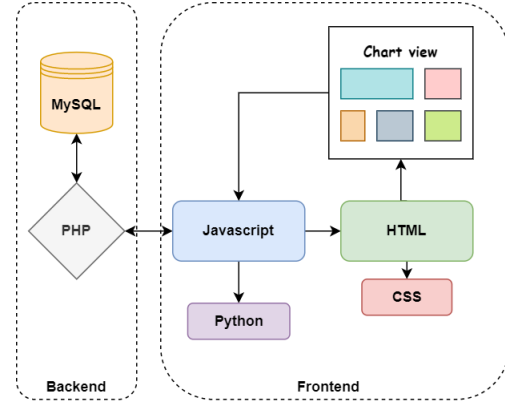 Chart view
MySQL
PHP
Javascript
HTML
Python
CSS
Backend
Frontend